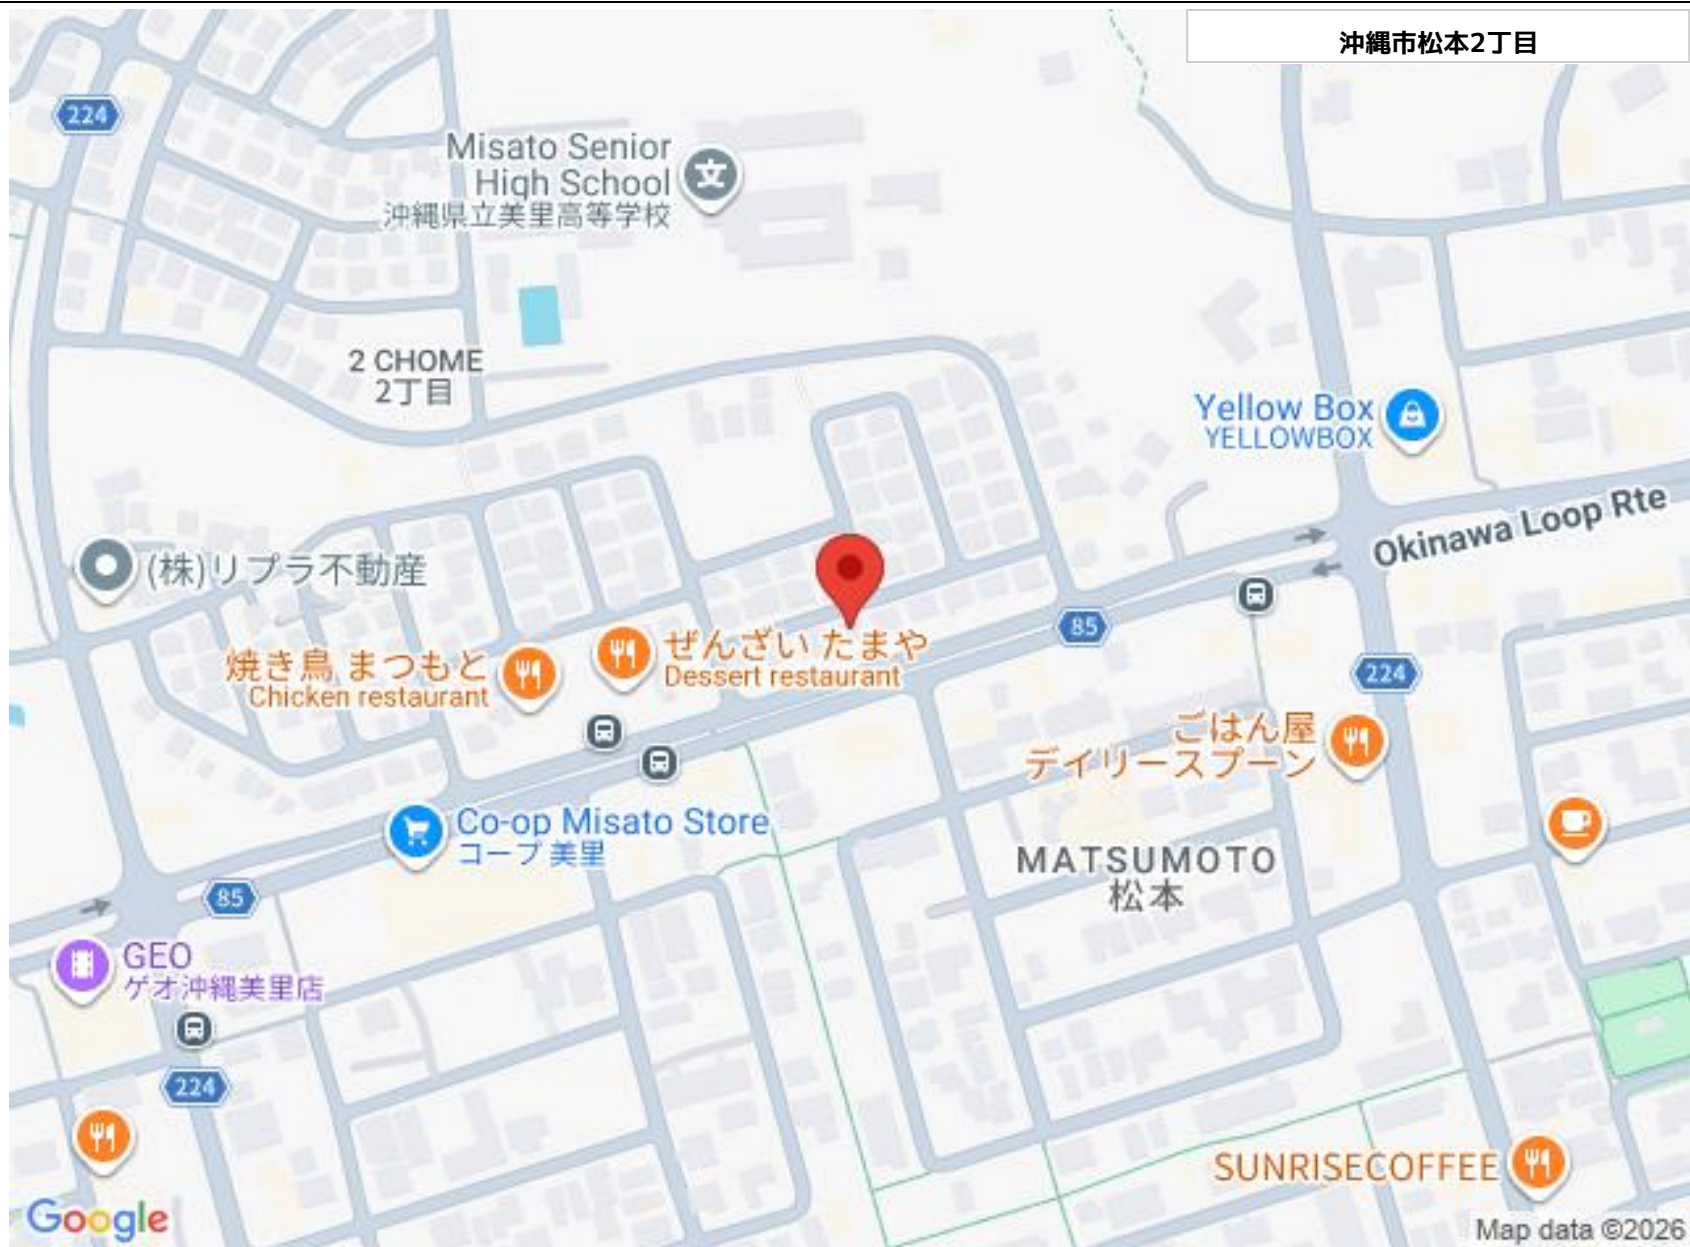 沖縄市松本2丁目
224
Misato Senior
High School
沖縄県立美里高等学校
2 CHOME
2丁目
Yellow Box
YELLOWBOX
Okinawa Loop Rte
(株)リプラ不動産
85
焼き鳥 まつもと
Chicken restaurant
ぜんざい たまや
Dessert restaurant
224
ごはん屋
デイリースプーン
Co-op Misato Store
コープ 美里
MATSUMOTO
松本
85
GEO
ゲオ沖縄美里店
224
SUNRISECOFFEE
Google
Map data ©2026